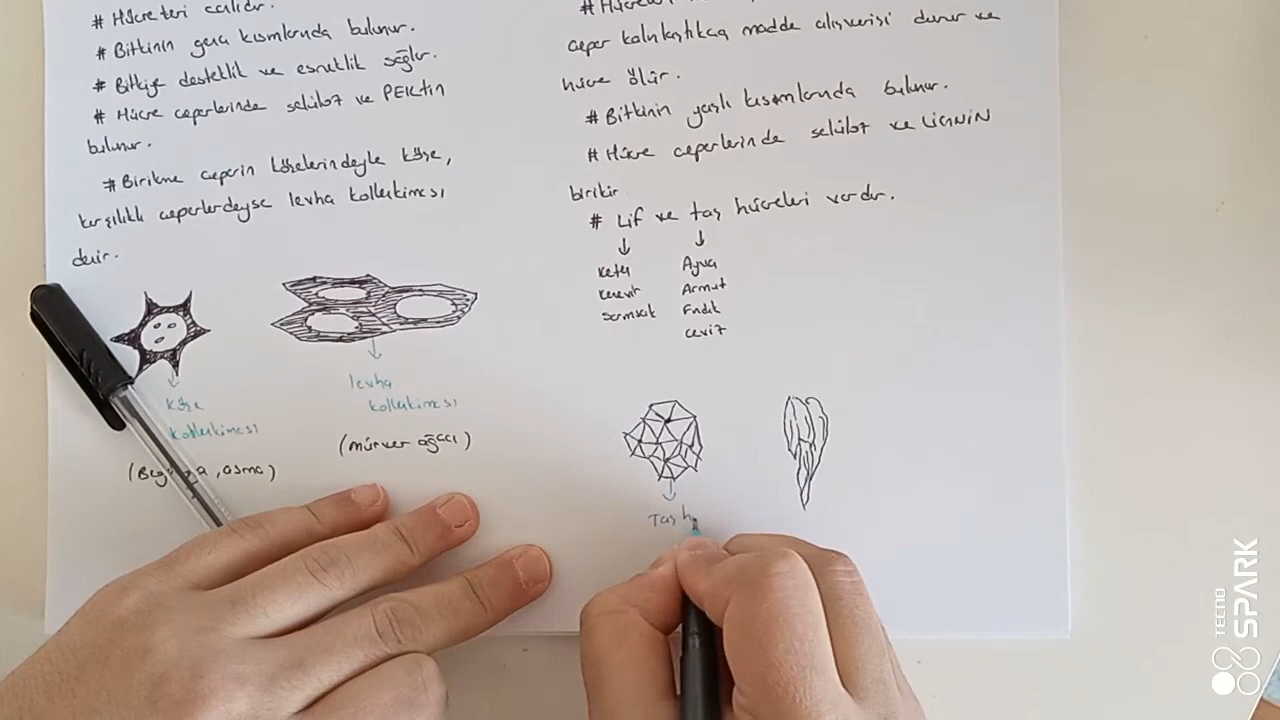 # Hücreleri canlıdır.
# Bitkinin genç kısımlarında bulunur.
# Bitkiye desteklik ve esneklik sağlar.
# Hücre çeperlerinde selüloz ve PEKTİN
bulunur.
# Birikme çeperin köşelerindeyle köşe,
karşılıklı çeperlerdeyse levha kollenkiması
denir.
köşe
kollenkiması
(Beg a, asma)
levha
kollenkiması
(mürver ağacı)
çeper kalınlaştıkça madde alışverişi durur ve
hücre ölür.
# Bitkinin yaşlı kısımlarında bulunur.
# Hücre çeperlerinde selüloz ve LİGNİN
birikir
# Lif ve taş hücreleri vardır.
Keten
Kenevir
Sarmısak
Ayva
Armut
Fındık
Ceviz
Taş h
TECNO
SPARK